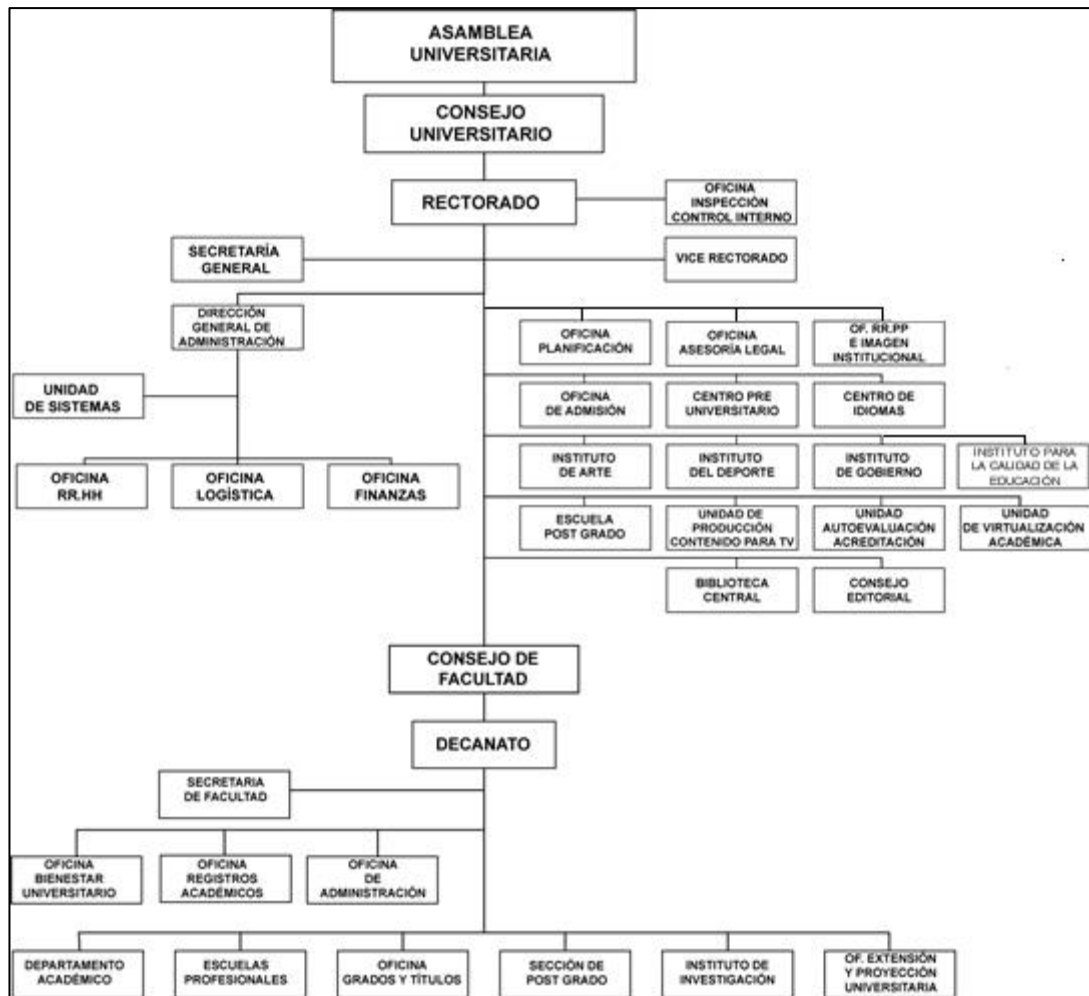 ASAMBLEA
UNIVERSITARIA
CONSEJO
UNIVERSITARIO
RECTORADO
OFICINA
INSPECCIÓN
CONTROL INTERNO
SECRETARÍA
GENERAL
VICE RECTORADO
DIRECCIÓN
GENERAL DE
ADMINISTRACIÓN
OFICINA
PLANIFICACIÓN
OFICINA
ASESORÍA LEGAL
OF. RR.PP
E IMAGEN
INSTITUCIONAL
UNIDAD
DE SISTEMAS
OFICINA
DE ADMISIÓN
CENTRO PRE
UNIVERSITARIO
CENTRO DE
IDIOMAS
OFICINA
RR.HH
OFICINA
LOGÍSTICA
OFICINA
FINANZAS
INSTITUTO
DE ARTE
INSTITUTO
DEL DEPORTE
INSTITUTO
DE GOBIERNO
INSTITUTO PARA
LA CALIDAD DE LA
EDUCACIÓN
ESCUELA
POST GRADO
UNIDAD DE
PRODUCCIÓN
CONTENIDO PARA TV
UNIDAD
AUTOEVALUACIÓN
ACREDITACIÓN
UNIDAD
DE VIRTUALIZACIÓN
ACADÉMICA
BIBLIOTECA
CENTRAL
CONSEJO
EDITORIAL
CONSEJO DE
FACULTAD
DECANATO
SECRETARIA
DE FACULTAD
OFICINA
BIENESTAR
UNIVERSITARIO
OFICINA
REGISTROS
ACADÉMICOS
OFICINA
DE
ADMINISTRACIÓN
DEPARTAMENTO
ACADÉMICO
ESCUELAS
PROFESIONALES
OFICINA
GRADOS Y TÍTULOS
SECCIÓN DE
POST GRADO
INSTITUTO DE
INVESTIGACIÓN
OF. EXTENSIÓN
Y PROYECCIÓN
UNIVERSITARIA